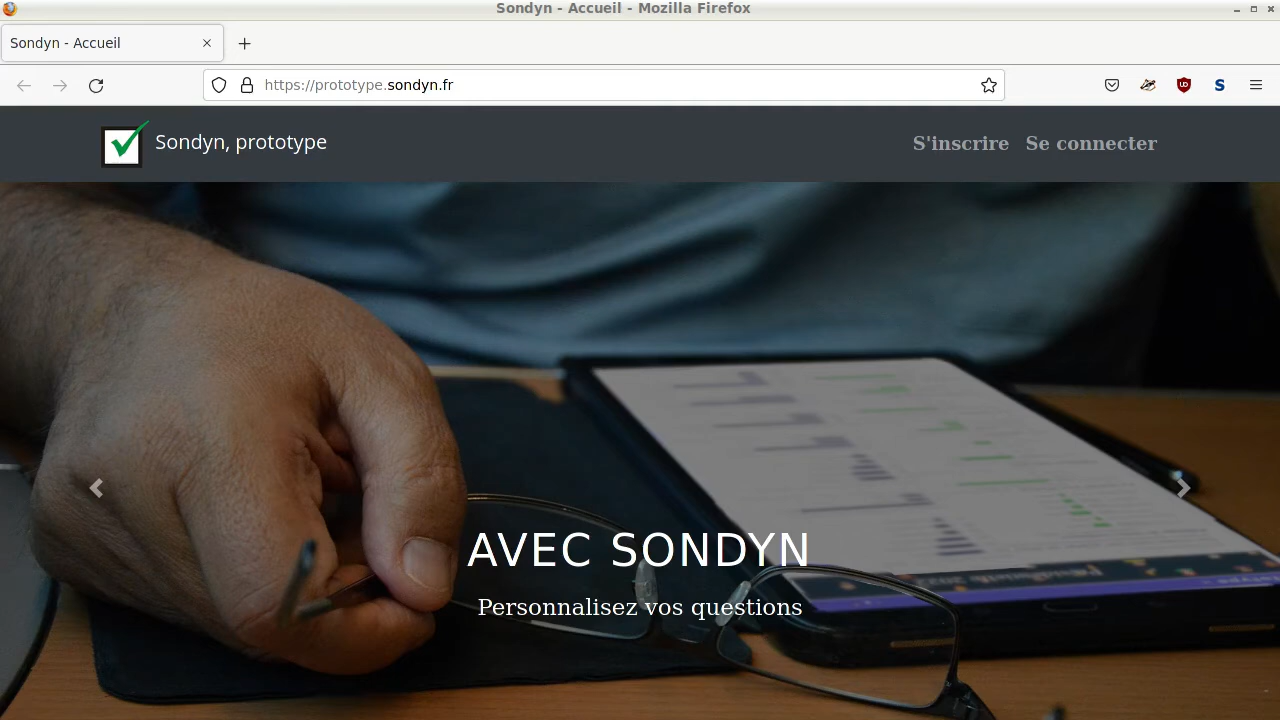 Sondyn - Accueil - Mozilla Firefox
Sondyn - Accueil
https://prototype.sondyn.fr
S
Sondyn, prototype
S'inscrire Se connecter
AVEC SONDYN
Personnalisez vos questions